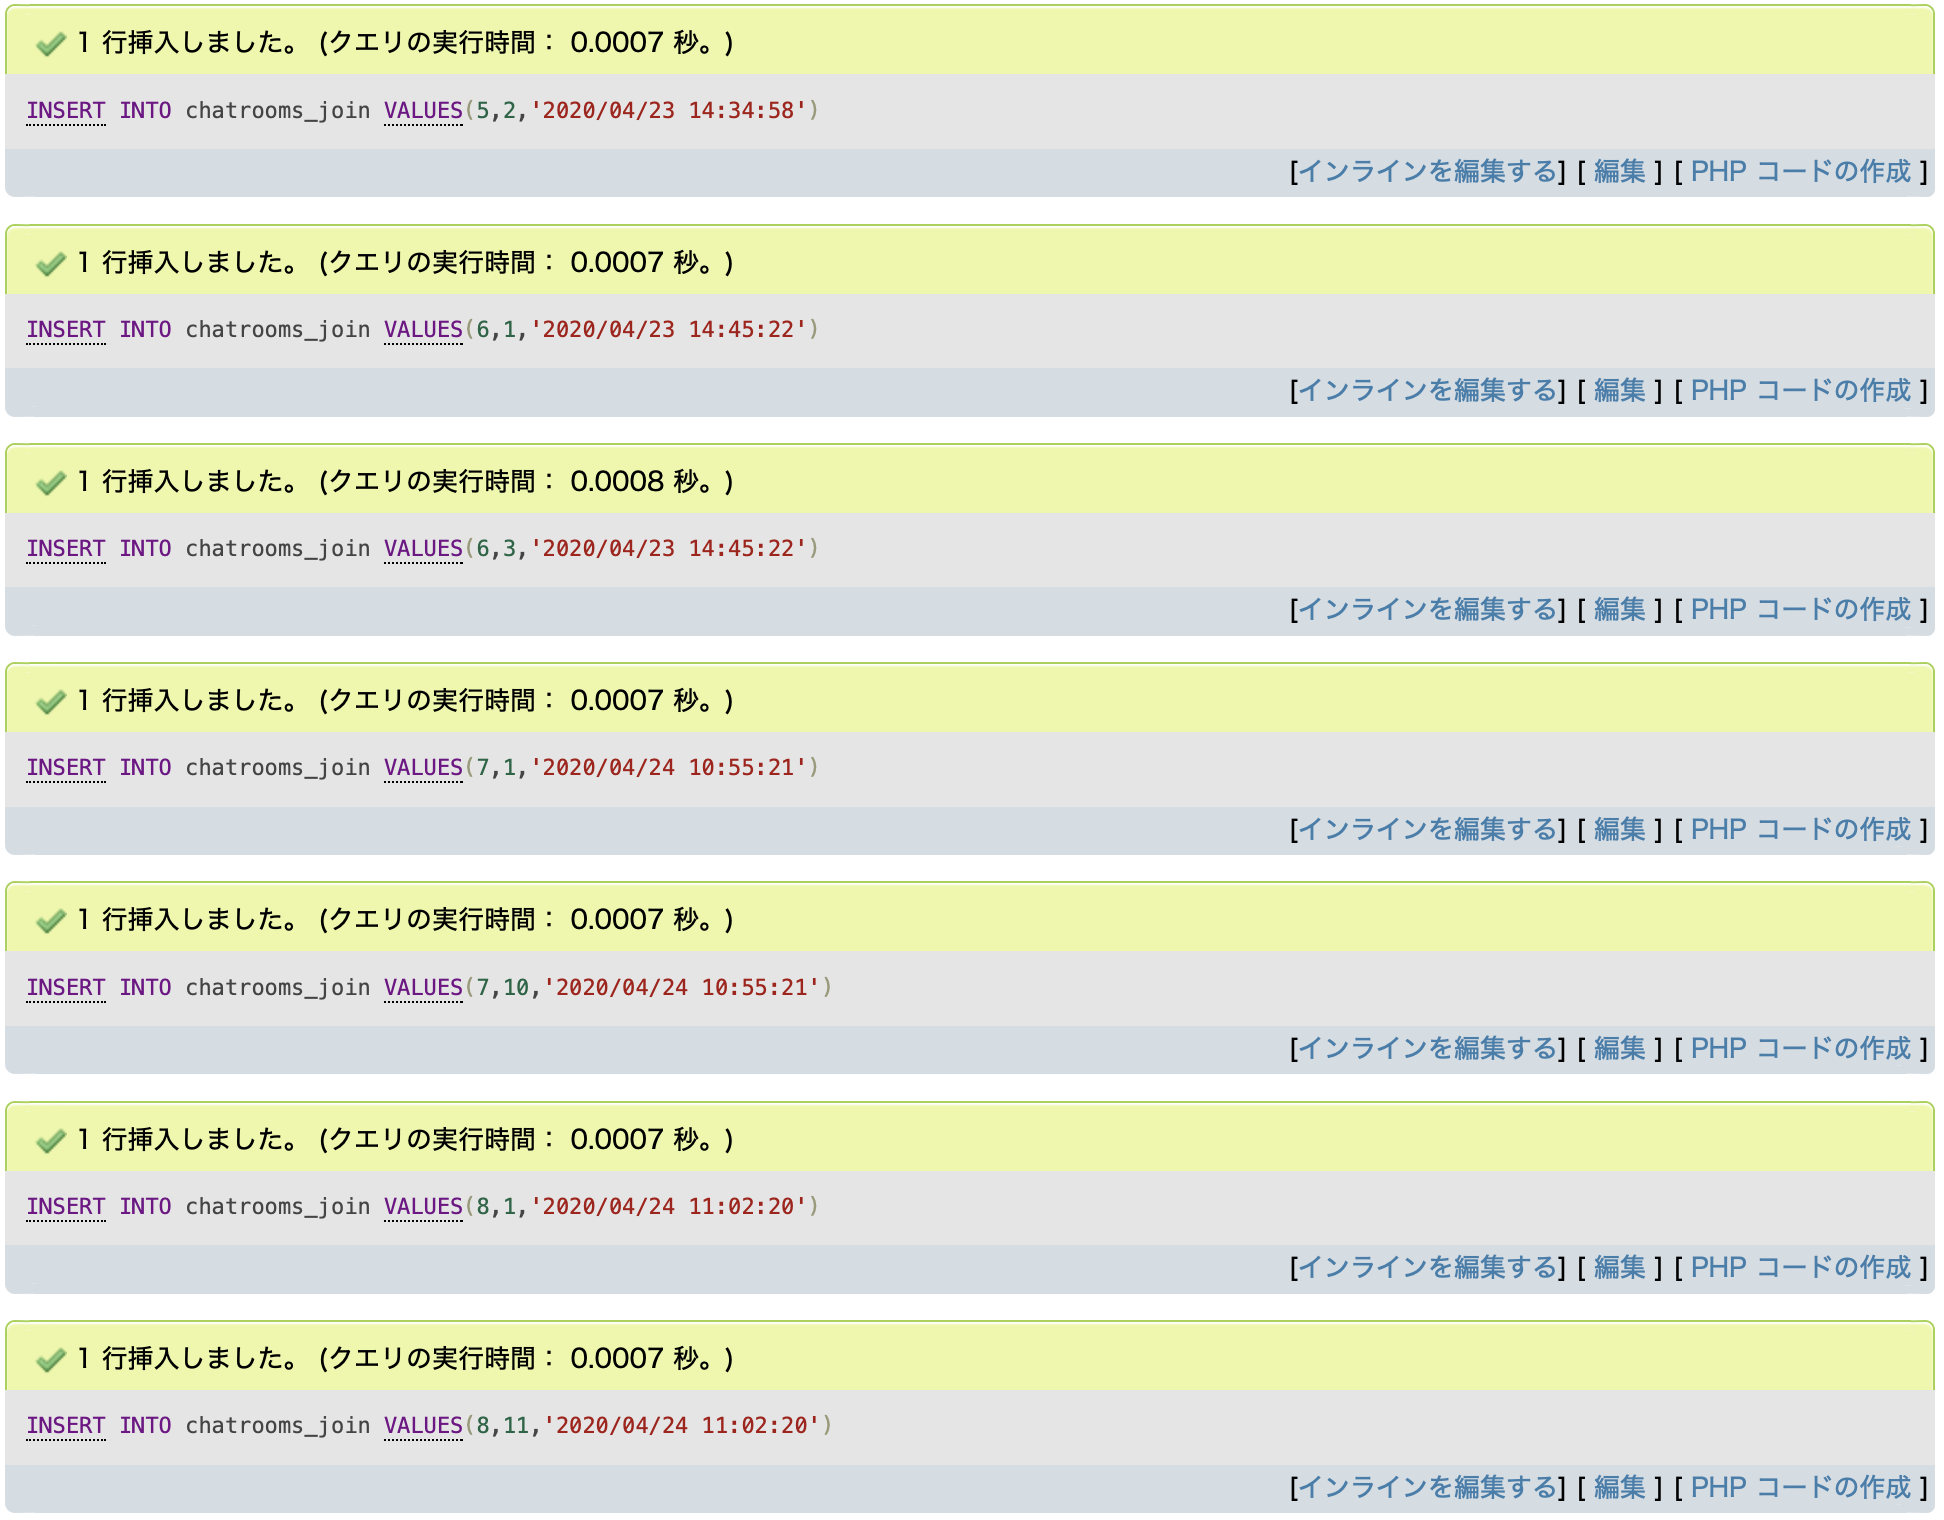 1 行挿入しました。 (クエリの実行時間： 0.0007 秒。)
INSERT INTO chatrooms_join VALUES(5,2,'2020/04/23 14:34:58')
[インラインを編集する] [ 編集 ] [ PHP コードの作成 ]
1 行挿入しました。 (クエリの実行時間： 0.0007 秒。)
INSERT INTO chatrooms_join VALUES(6,1,'2020/04/23 14:45:22')
[インラインを編集する] [ 編集 ] [ PHP コードの作成 ]
1 行挿入しました。 (クエリの実行時間： 0.0008 秒。)
INSERT INTO chatrooms_join VALUES(6,3,'2020/04/23 14:45:22')
[インラインを編集する] [ 編集 ] [ PHP コードの作成 ]
1 行挿入しました。 (クエリの実行時間： 0.0007 秒。)
INSERT INTO chatrooms_join VALUES(7,1,'2020/04/24 10:55:21')
[インラインを編集する] [ 編集 ] [ PHP コードの作成 ]
1 行挿入しました。 (クエリの実行時間： 0.0007 秒。)
INSERT INTO chatrooms_join VALUES(7,10,'2020/04/24 10:55:21')
[インラインを編集する] [ 編集 ] [ PHP コードの作成 ]
1 行挿入しました。 (クエリの実行時間： 0.0007 秒。)
INSERT INTO chatrooms_join VALUES(8,1,'2020/04/24 11:02:20')
[インラインを編集する] [ 編集 ] [ PHP コードの作成 ]
1 行挿入しました。 (クエリの実行時間： 0.0007 秒。)
INSERT INTO chatrooms_join VALUES(8,11,'2020/04/24 11:02:20')
[インラインを編集する] [ 編集 ] [ PHP コードの作成 ]